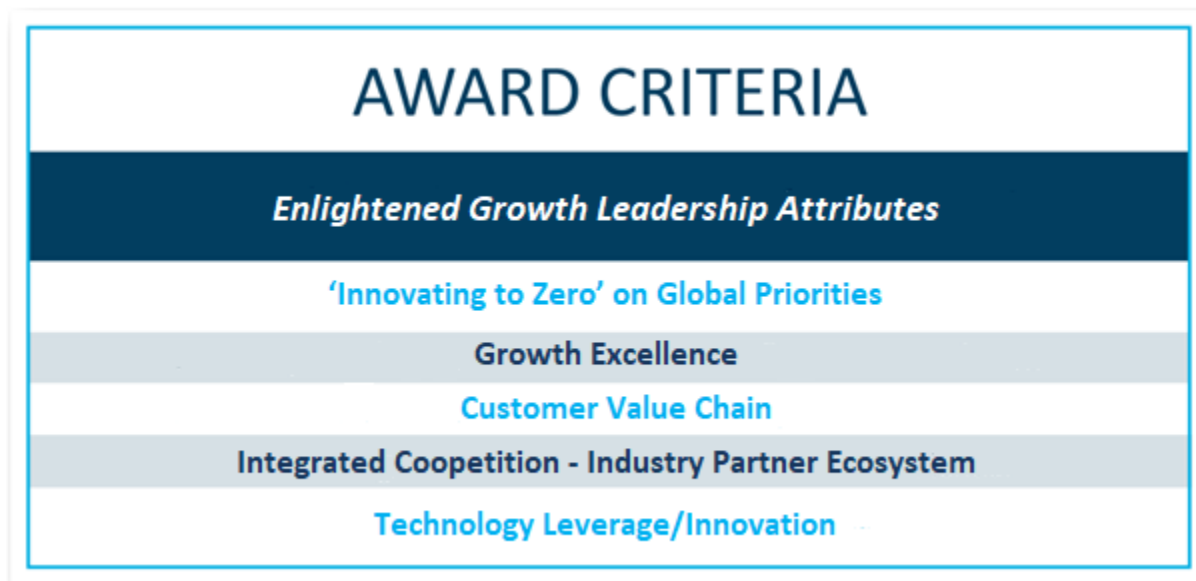 AWARD CRITERIA
Enlightened Growth Leadership Attributes
‘Innovating to Zero’ on Global Priorities
Growth Excellence
Customer Value Chain
Integrated Coopetition - Industry Partner Ecosystem
Technology Leverage/Innovation